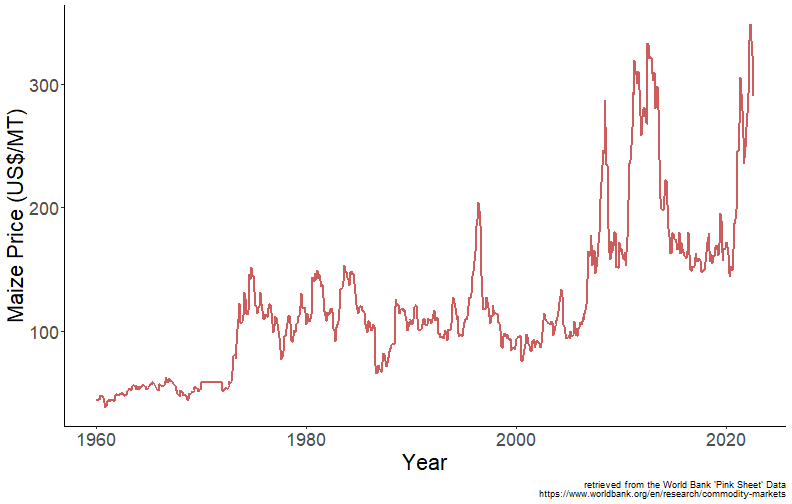 Maize Price (US$/MT)
300
200
100
1960
1980
2000
2020
Year
retrieved from the World Bank 'Pink Sheet' Data
https://www.worldbank.org/en/research/commodity-markets